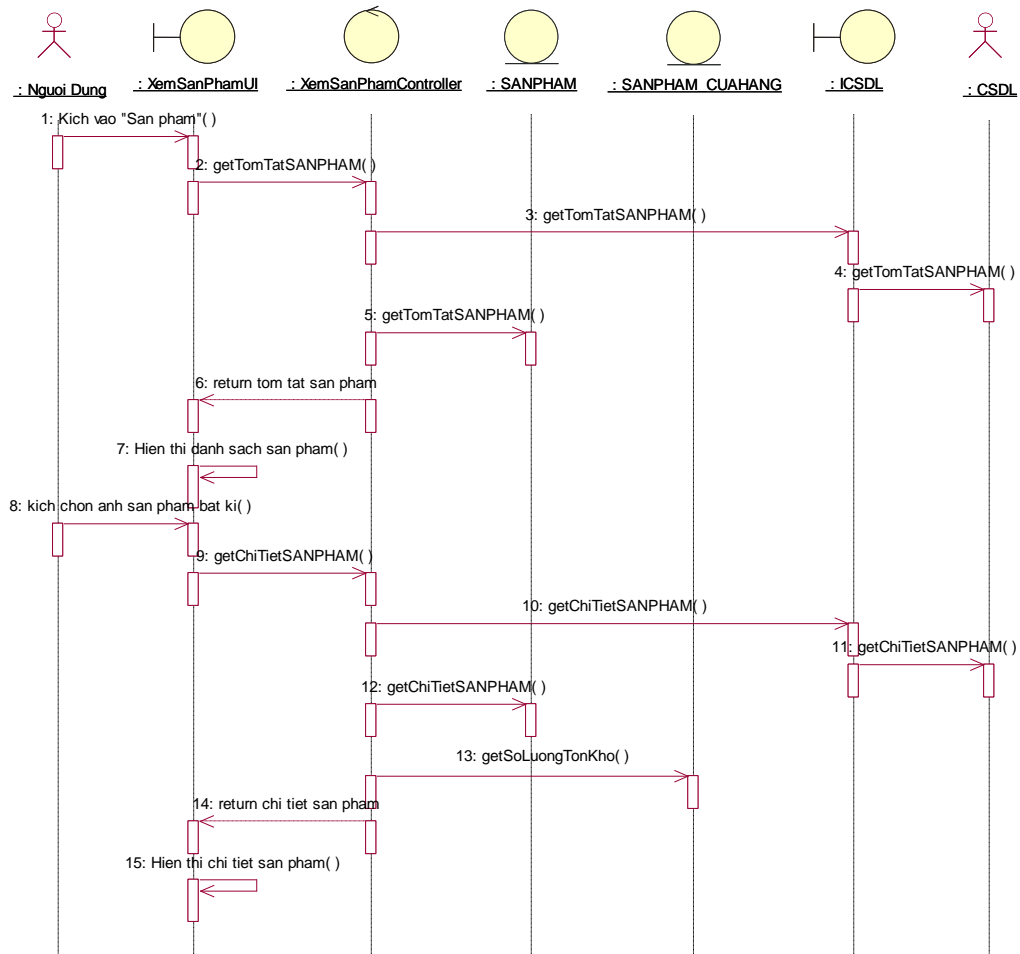 : Nguoi Dung
: XemSanPhamUI
: XemSanPhamController
: SANPHAM
: SANPHAM_CUAHANG
: ICSDL
: CSDL
1: Kich vao "San pham"( )
2: getTomTatSANPHAM( )
3: getTomTatSANPHAM( )
4: getTomTatSANPHAM( )
5: getTomTatSANPHAM( )
6: return tom tat san pham
7: Hien thi danh sach san pham( )
8: kich chon anh san pham bat ki( )
9: getChiTietSANPHAM( )
10: getChiTietSANPHAM( )
11: getChiTietSANPHAM( )
12: getChiTietSANPHAM( )
13: getSoLuongTonKho( )
14: return chi tiet san pham
15: Hien thi chi tiet san pham( )